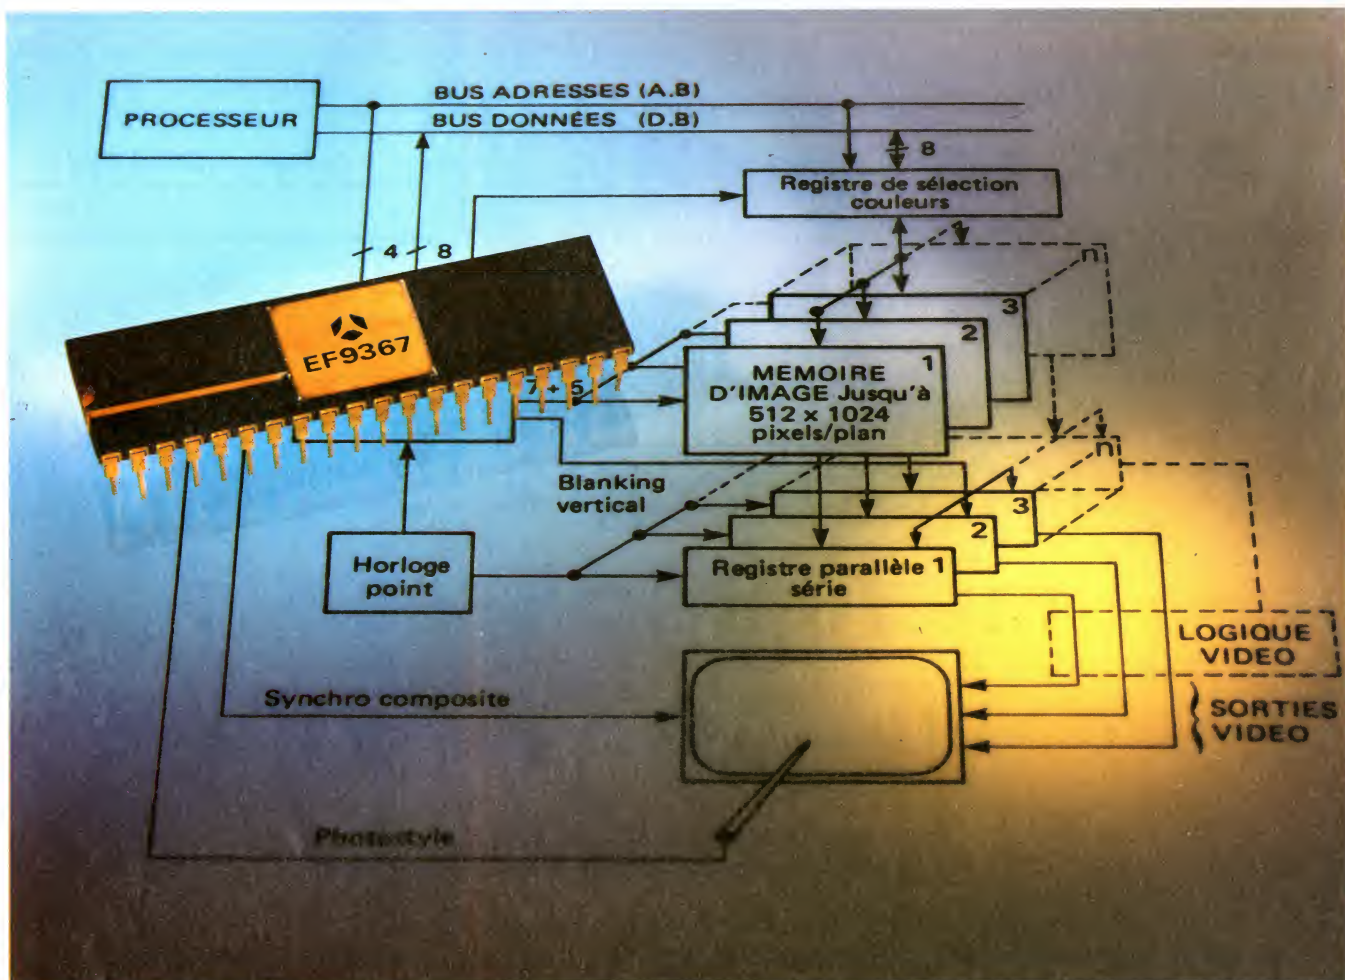 PROCESSEUR
BUS ADRESSES (A.B)
BUS DONNÉES (D.B)
4
8
8
Registre de sélection
couleurs
n
3
2
1
MEMOIRE
D'IMAGE Jusqu'à
512 x 1024
pixels/plan
EF9367
7 + 5
Blanking
vertical
n
3
2
Registre parallèle 1
série
Horloge
point
LOGIQUE
VIDEO
Synchro composite
SORTIES
VIDEO
Photostyle